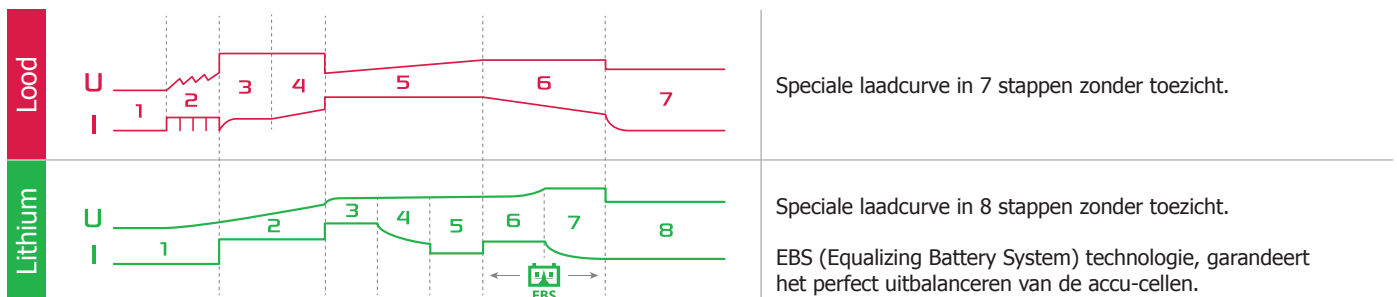 Lood
U
I
1
2
3
4
5
6
7
Speciale laadcurve in 7 stappen zonder toezicht.
Lithium
U
I
1
2
3
4
5
6
7
8
EBS
Speciale laadcurve in 8 stappen zonder toezicht.
EBS (Equalizing Battery System) technologie, garandeert
het perfect uitbalanceren van de accu-cellen.